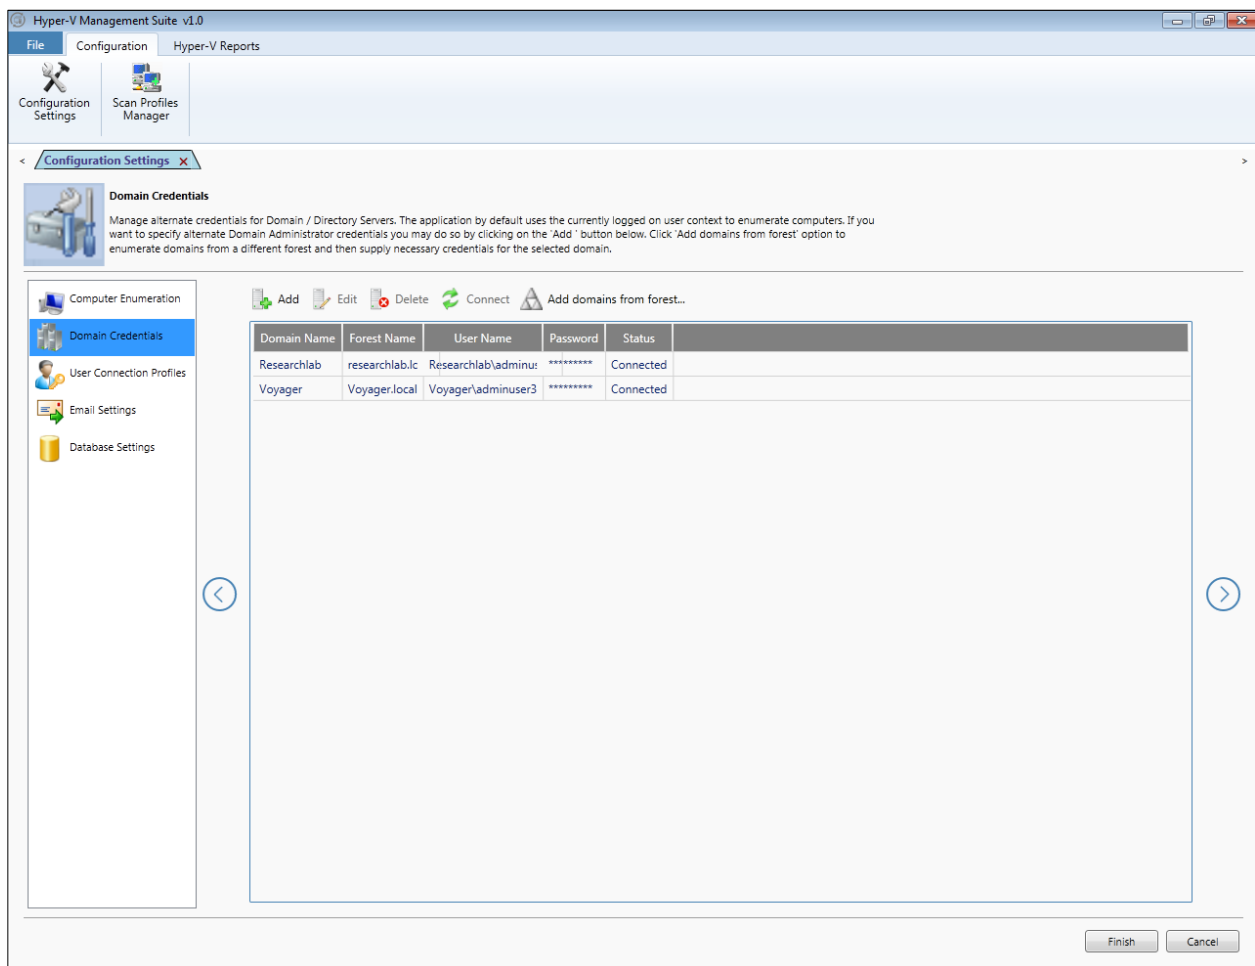 Hyper-V Management Suite v1.0
File Configuration Hyper-V Reports
Configuration Settings
Scan Profiles Manager
< Configuration Settings x >
Domain Credentials
Manage alternate credentials for Domain / Directory Servers. The application by default uses the currently logged on user context to enumerate computers. If you
want to specify alternate Domain Administrator credentials you may do so by clicking on the 'Add ' button below. Click 'Add domains from forest' option to
enumerate domains from a different forest and then supply necessary credentials for the selected domain.
Computer Enumeration
Domain Credentials
User Connection Profiles
Email Settings
Database Settings
Add Edit Delete Connect Add domains from forest...
Domain Name Forest Name User Name Password Status
Researchlab researchlab.lc Researchlab\adminus ********* Connected
Voyager Voyager.local Voyager\adminuser3 ********* Connected
Finish Cancel